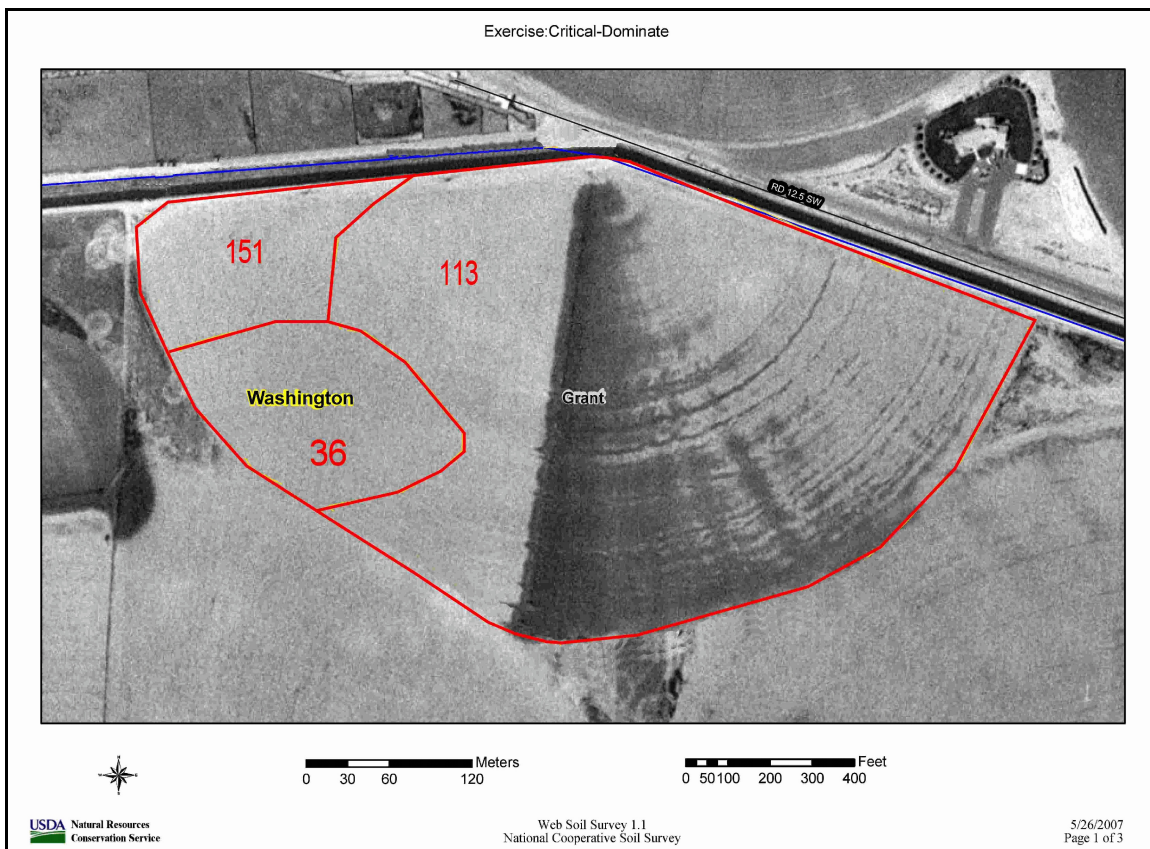 Exercise:Critical-Dominate
RD 12.5 SW
151
113
Washington
Grant
36
Meters
0 30 60 120
Feet
0 50 100 200 300 400
N
W E
S
USDA Natural Resources
Conservation Service
Web Soil Survey 1.1
National Cooperative Soil Survey
5/26/2007
Page 1 of 3